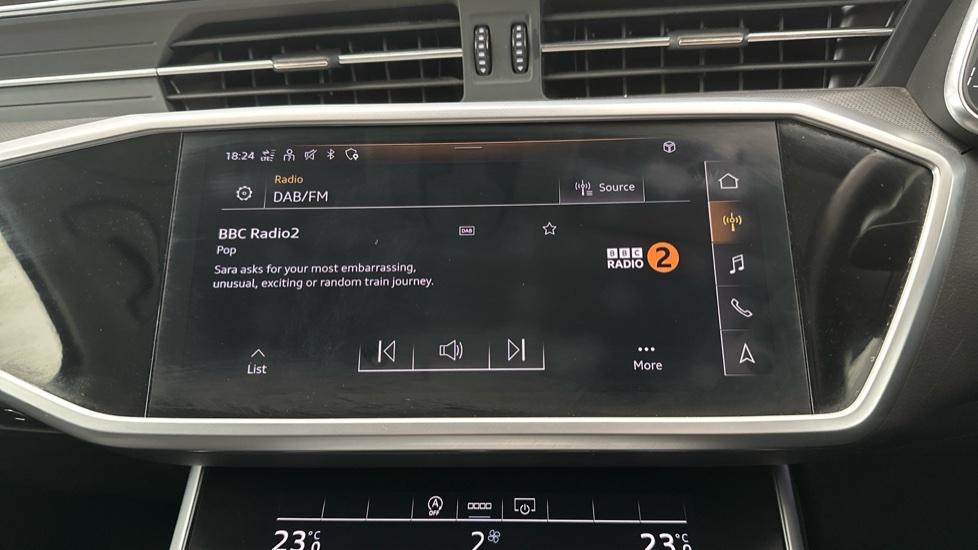 18:24 LTE
Radio
DAB/FM
Source
BBC Radio2
DAB
Pop
Sara asks for your most embarrassing,
unusual, exciting or random train journey.
BBC
RADIO 2
List
More
A
OFF
23°C 2 23°C